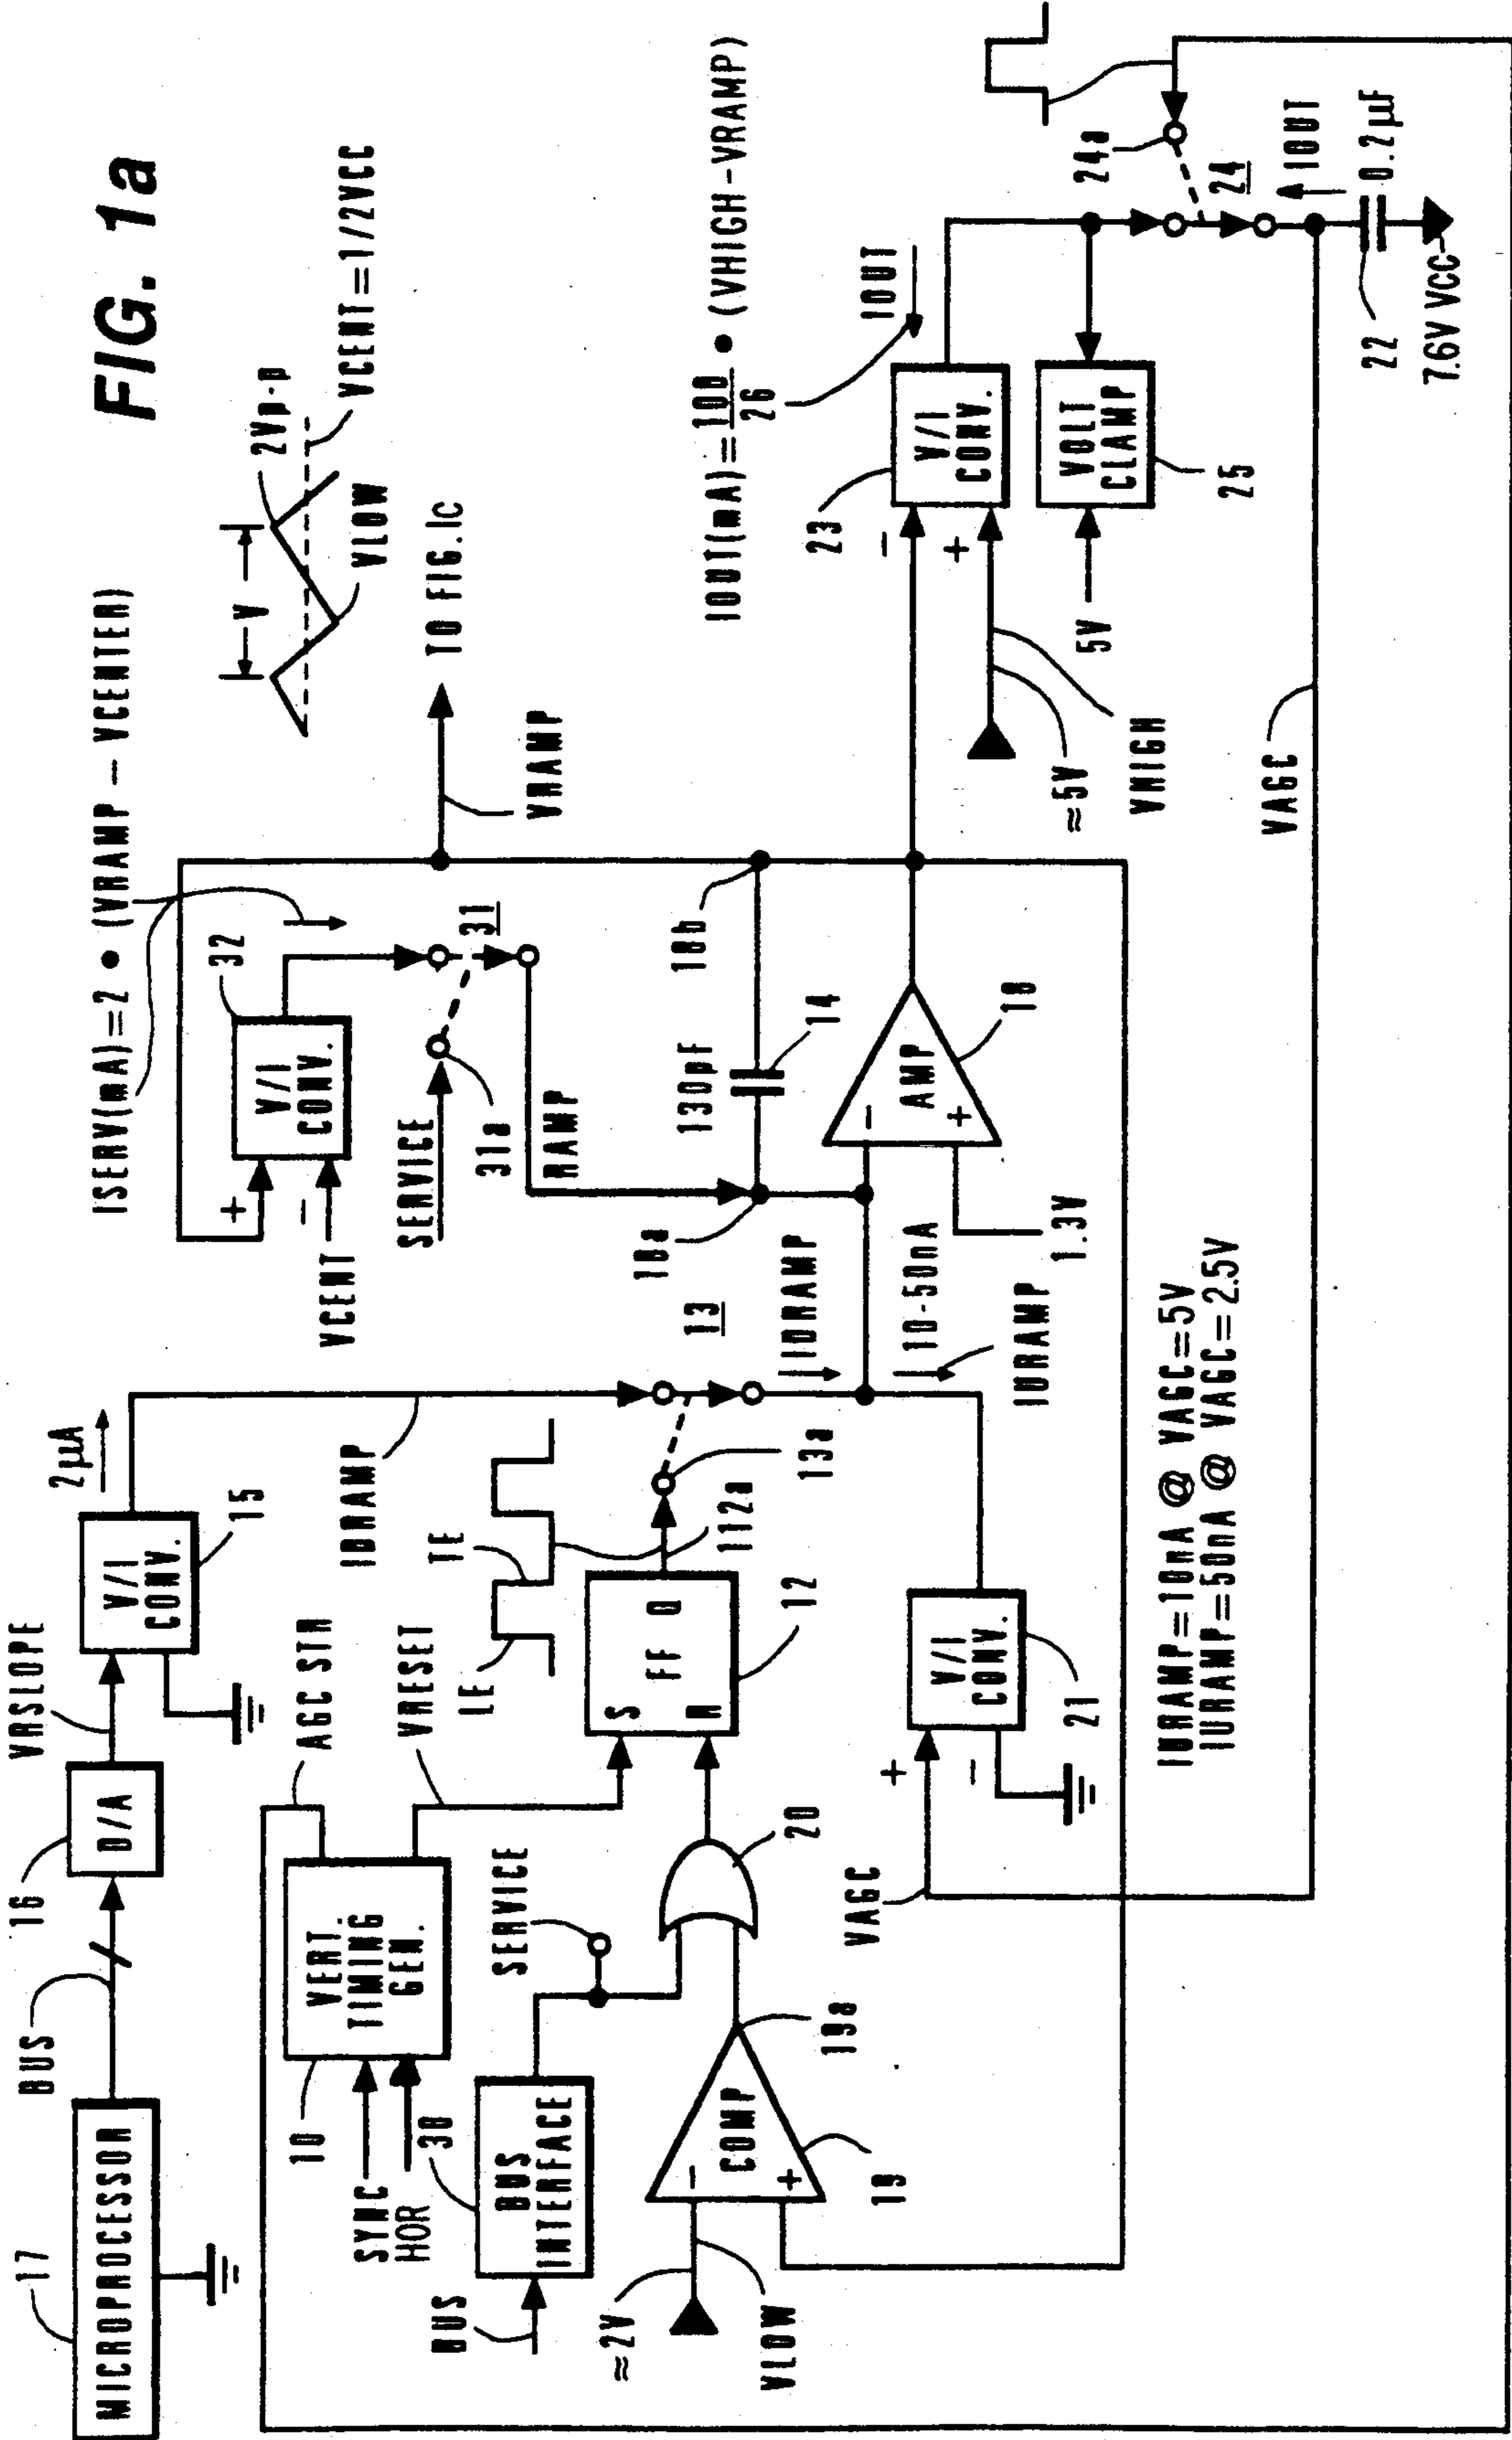 FIG. 1a
17
MICROPROCESSOR
BUS
16
D/A
VRSLOPE
V/I
CONV.
15
2µA
ISERV(mA)=2 • (VRAMP – VCENTER)
V
2Vp-p
VLOW
VCENT=1/2VCC
32
V/I
CONV.
+
–
VCENT
SERVICE
31a
31
RAMP
VRAMP
TO FIG.1c
AGC STR
10
VERT.
TIMING
GEN.
SYNC
HOR
VRESET
IDRAMP
LE
TE
S
FF Q
R
12
112a
13a
13
IDRAMP
10-50nA
IURAMP
18a
130pF
14
18b
–
AMP
+
18
1.3V
30
BUS
INTERFACE
BUS
SERVICE
20
≈2V
VLOW
–
COMP
+
19
19a
VAGC
+
–
V/I
CONV.
21
IURAMP=10nA @ VAGC=5V
IURAMP=50nA @ VAGC=2.5V
IOUT(mA)=100/26 • (VHIGH-VRAMP)
IOUT
23
–
+
V/I
CONV.
≈5V
VHIGH
5V
VOLT
CLAMP
25
24a
24
IOUT
VAGC
22
0.2µF
7.6V VCC